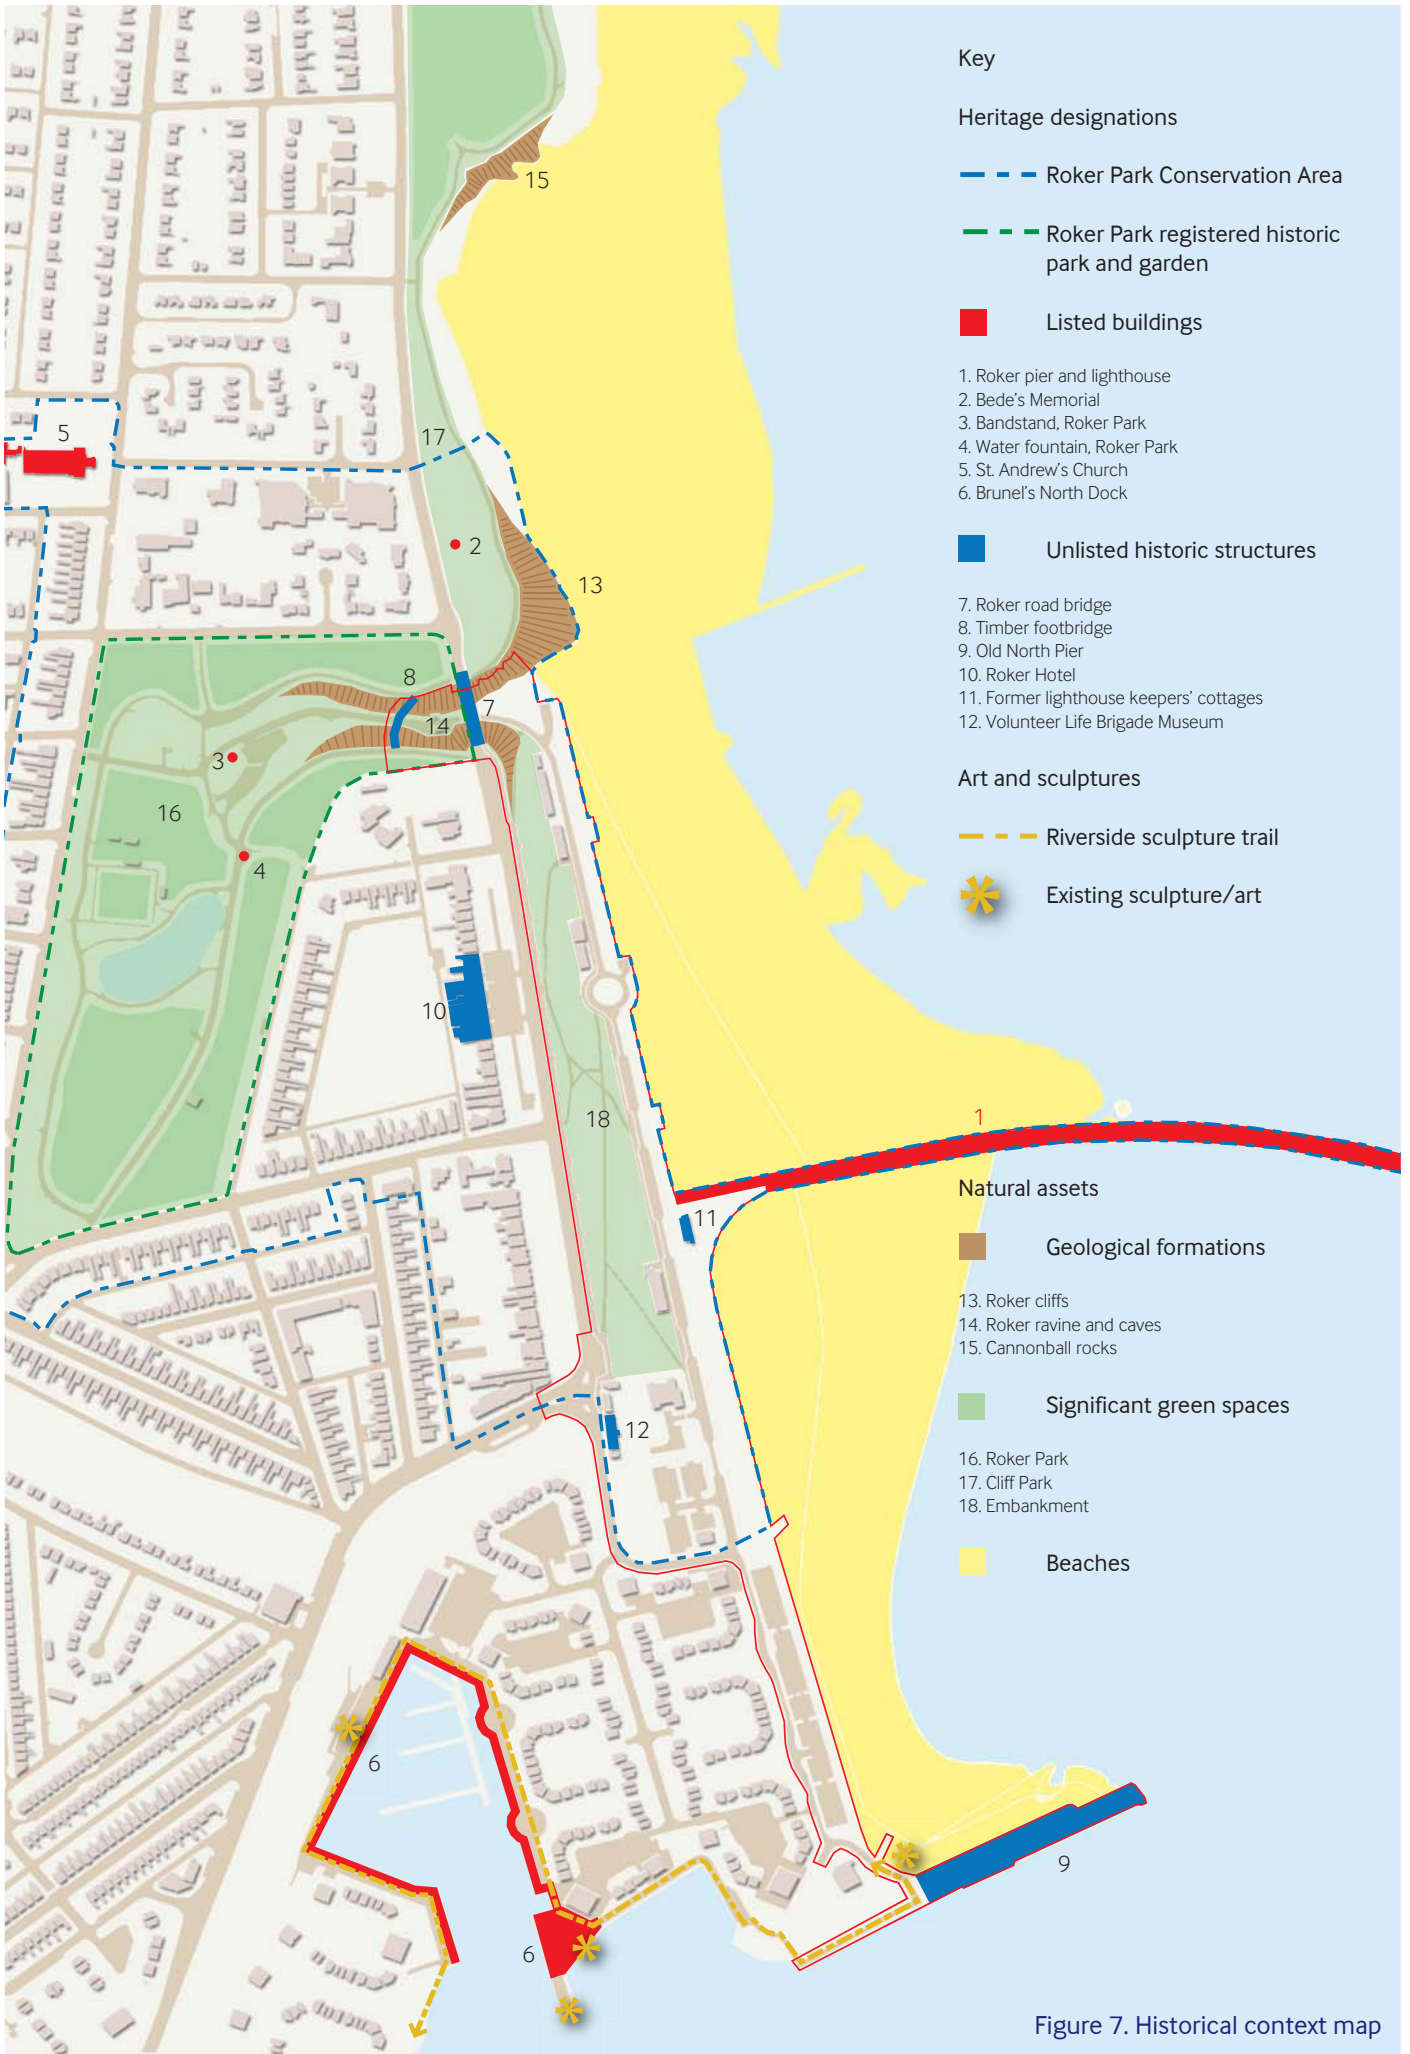 Key
Heritage designations
Roker Park Conservation Area
Roker Park registered historic
park and garden
Listed buildings
1. Roker pier and lighthouse
2. Bede's Memorial
3. Bandstand, Roker Park
4. Water fountain, Roker Park
5. St. Andrew's Church
6. Brunel's North Dock
Unlisted historic structures
7. Roker road bridge
8. Timber footbridge
9. Old North Pier
10. Roker Hotel
11. Former lighthouse keepers' cottages
12. Volunteer Life Brigade Museum
Art and sculptures
Riverside sculpture trail
Existing sculpture/art
Natural assets
Geological formations
13. Roker cliffs
14. Roker ravine and caves
15. Cannonball rocks
Significant green spaces
16. Roker Park
17. Cliff Park
18. Embankment
Beaches
15
5
17
2
13
8
7
14
3
16
4
10
18
1
11
12
6
9
6
Figure 7. Historical context map